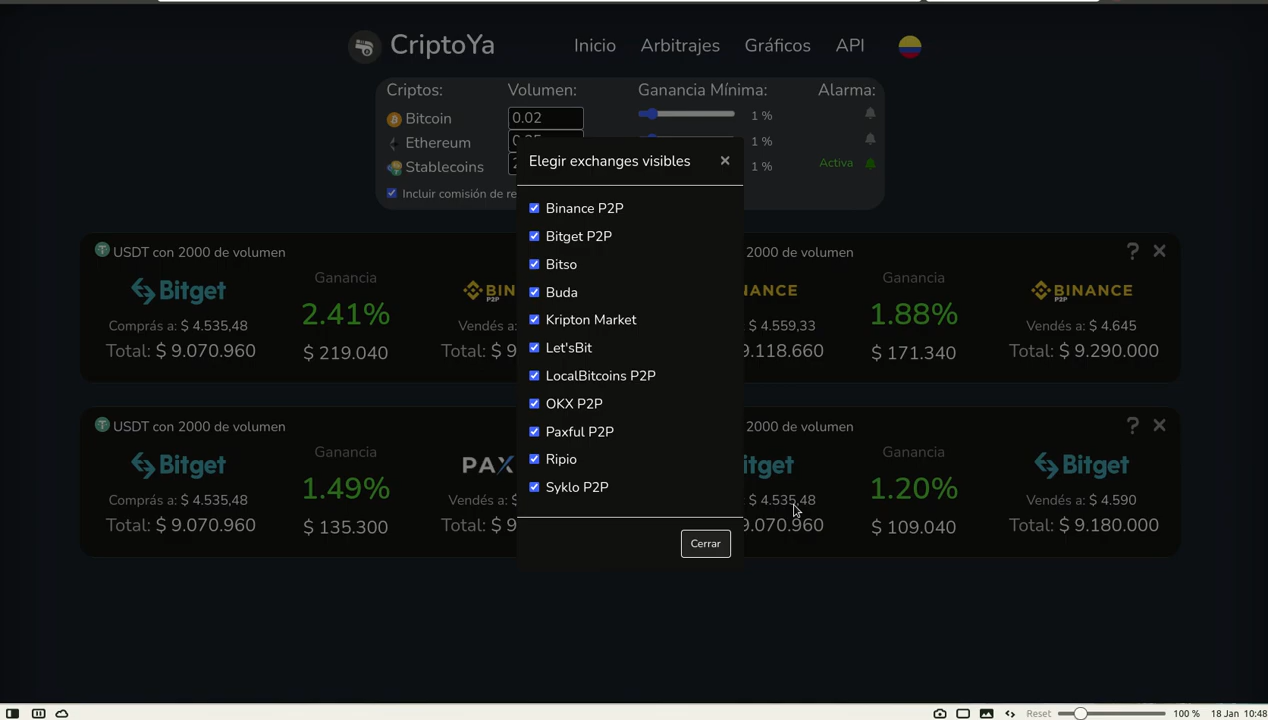 CriptoYa Inicio Arbitrajes Gráficos API
Criptos: Volumen: Ganancia Mínima: Alarma:
Bitcoin 0.02 1 %
Ethereum 1 %
Stablecoins 1 % Activa
Incluir comisión de
Elegir exchanges visibles
Binance P2P
Bitget P2P
Bitso
Buda
Kripton Market
Let'sBit
LocalBitcoins P2P
OKX P2P
Paxful P2P
Ripio
Syklo P2P
Cerrar
USDT con 2000 de volumen
Bitget Ganancia
2.41%
Comprás a: $ 4.535,48 Vendés a:
Total: $ 9.070.960 $ 219.040 Total:
2000 de volumen ?
Ganancia BINANCE
1.88%
$ 4.559,33 Vendés a: $ 4.645
9.118.660 $ 171.340 Total: $ 9.290.000
USDT con 2000 de volumen
Bitget Ganancia
1.49%
Comprás a: $ 4.535,48 Vendés a:
Total: $ 9.070.960 $ 135.300 Total:
2000 de volumen ?
Ganancia Bitget
1.20%
$ 4.535,48 Vendés a: $ 4.590
9.070.960 $ 109.040 Total: $ 9.180.000
Reset 100 % 18 Jan 10:48